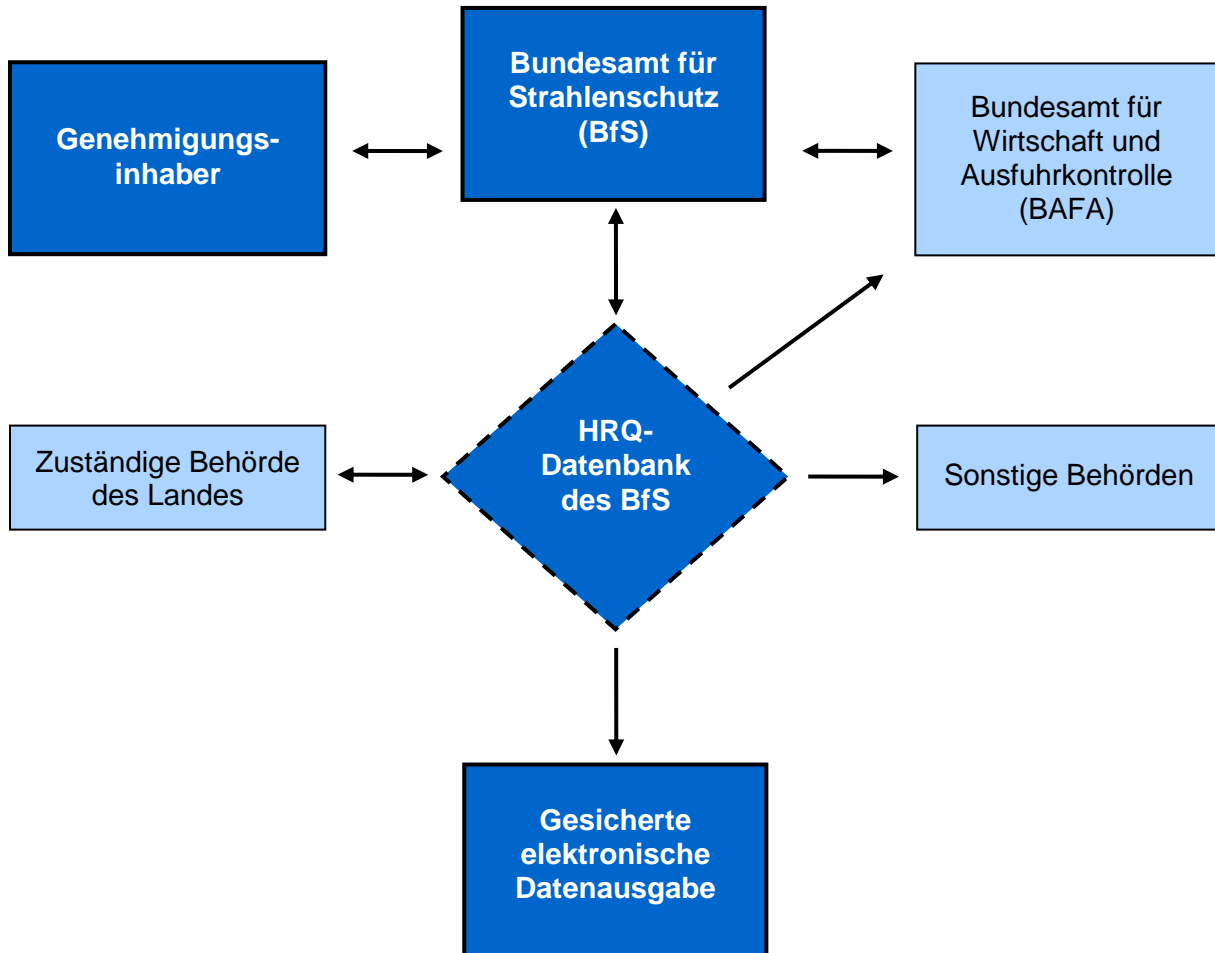 Genehmigungs-
inhaber
Bundesamt für
Strahlenschutz
(BfS)
Bundesamt für
Wirtschaft und
Ausfuhrkontrolle
(BAFA)
Zuständige Behörde
des Landes
HRQ-
Datenbank
des BfS
Sonstige Behörden
Gesicherte
elektronische
Datenausgabe